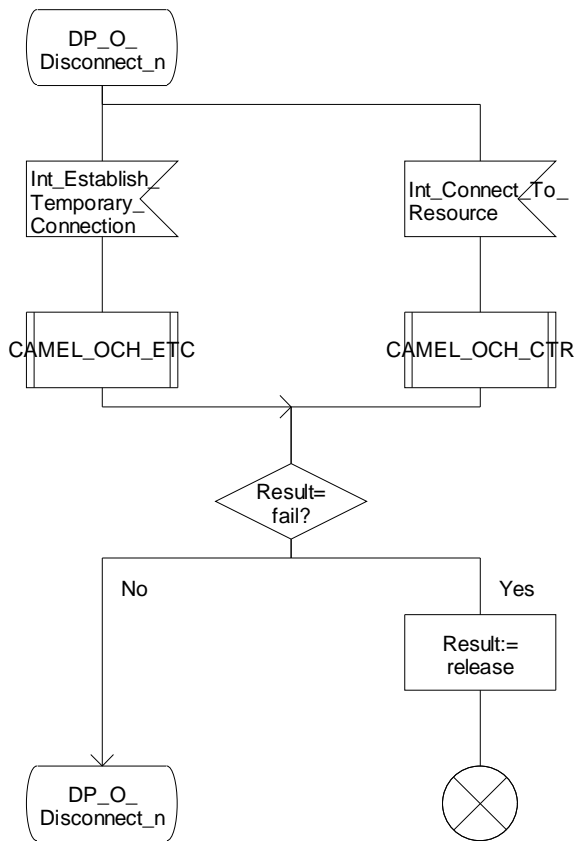 DP_O_
Disconnect_n
Int_Establish_
Temporary_
Connection
Int_Connect_To_
Resource
CAMEL_OCH_ETC
CAMEL_OCH_CTR
Result=
fail?
No
Yes
Result:=
release
DP_O_
Disconnect_n